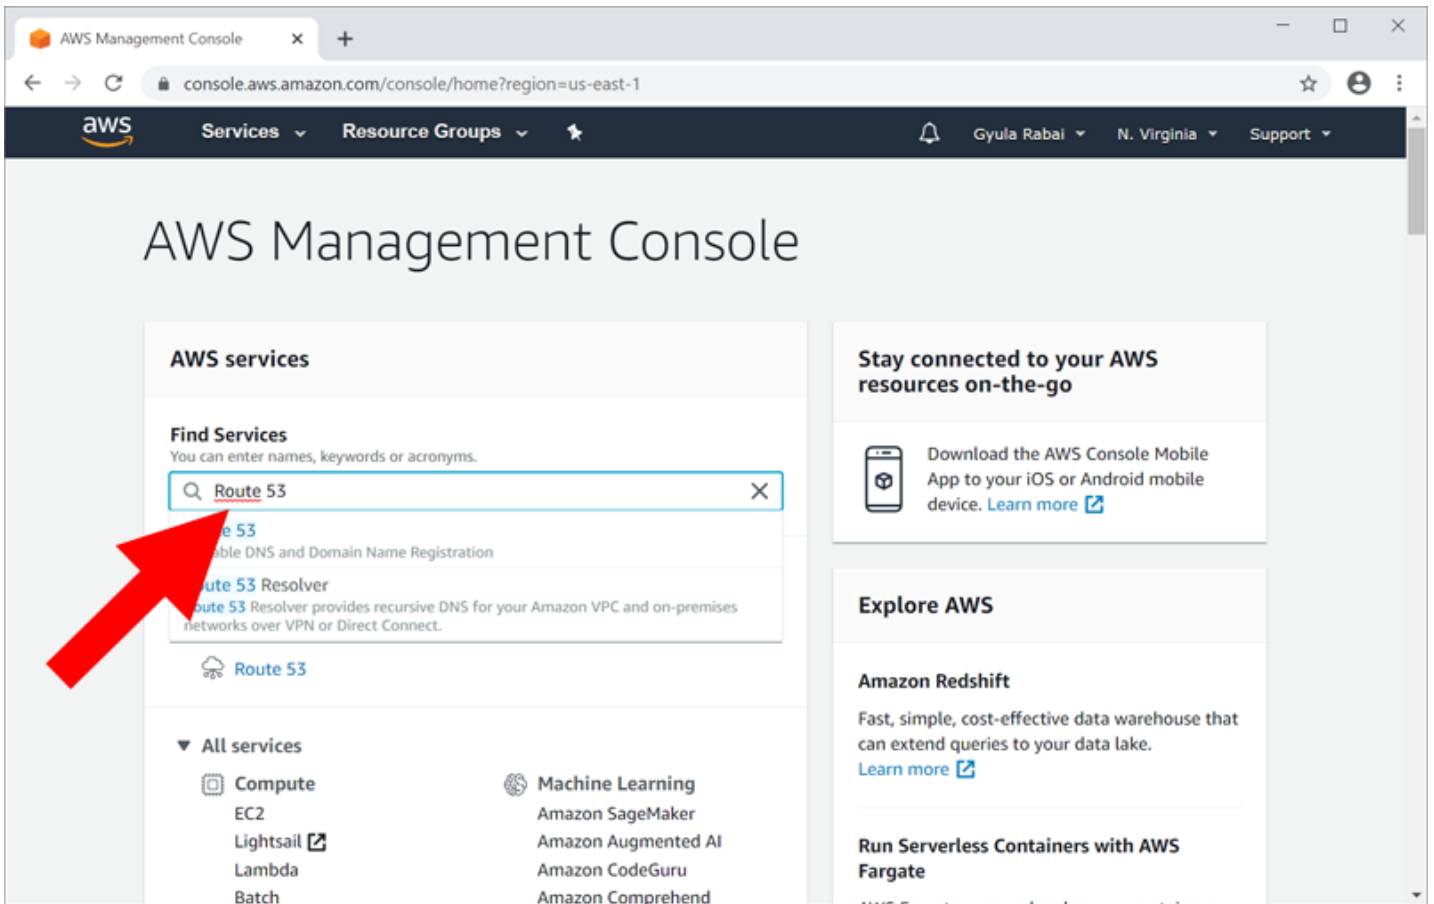 AWS Management Console
console.aws.amazon.com/console/home?region=us-east-1
aws Services Resource Groups Gyula Rabai N. Virginia Support
AWS Management Console
AWS services
Find Services
You can enter names, keywords or acronyms.
Route 53
53
DNS and Domain Name Registration
53 Resolver
53 Resolver provides recursive DNS for your Amazon VPC and on-premises
networks over VPN or Direct Connect.
Route 53
All services
Compute
EC2
Lightsail
Lambda
Batch
Machine Learning
Amazon SageMaker
Amazon Augmented AI
Amazon CodeGuru
Amazon Comprehend
Stay connected to your AWS
resources on-the-go
Download the AWS Console Mobile
App to your iOS or Android mobile
device. Learn more
Explore AWS
Amazon Redshift
Fast, simple, cost-effective data warehouse that
can extend queries to your data lake.
Learn more
Run Serverless Containers with AWS
Fargate